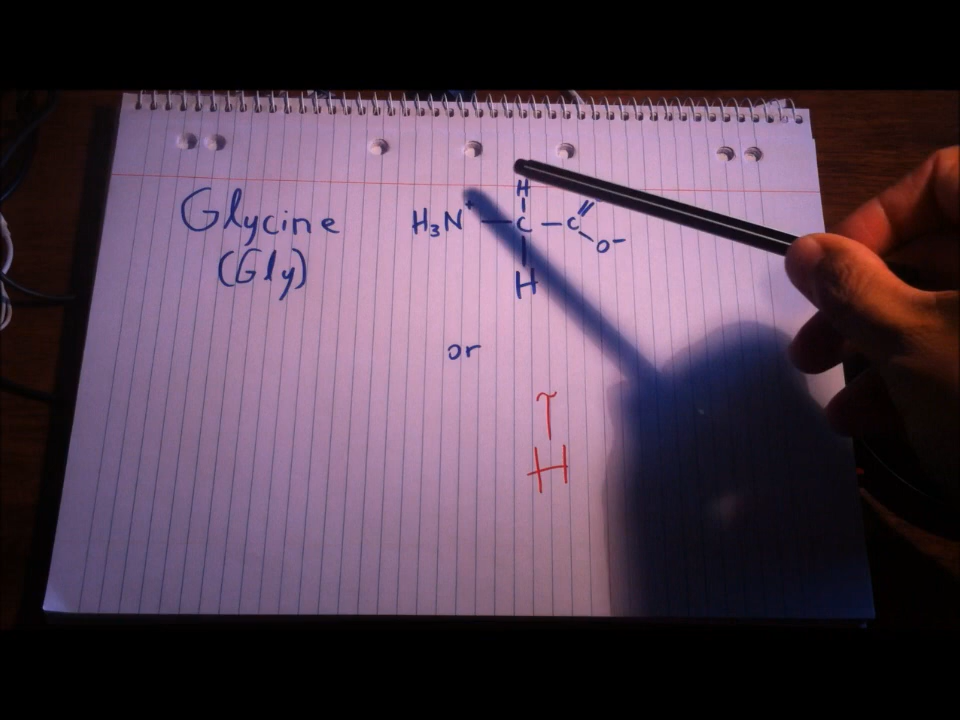 Glycine
(Gly)
H
H₃N⁺ — C — C
O⁻
H
or
H